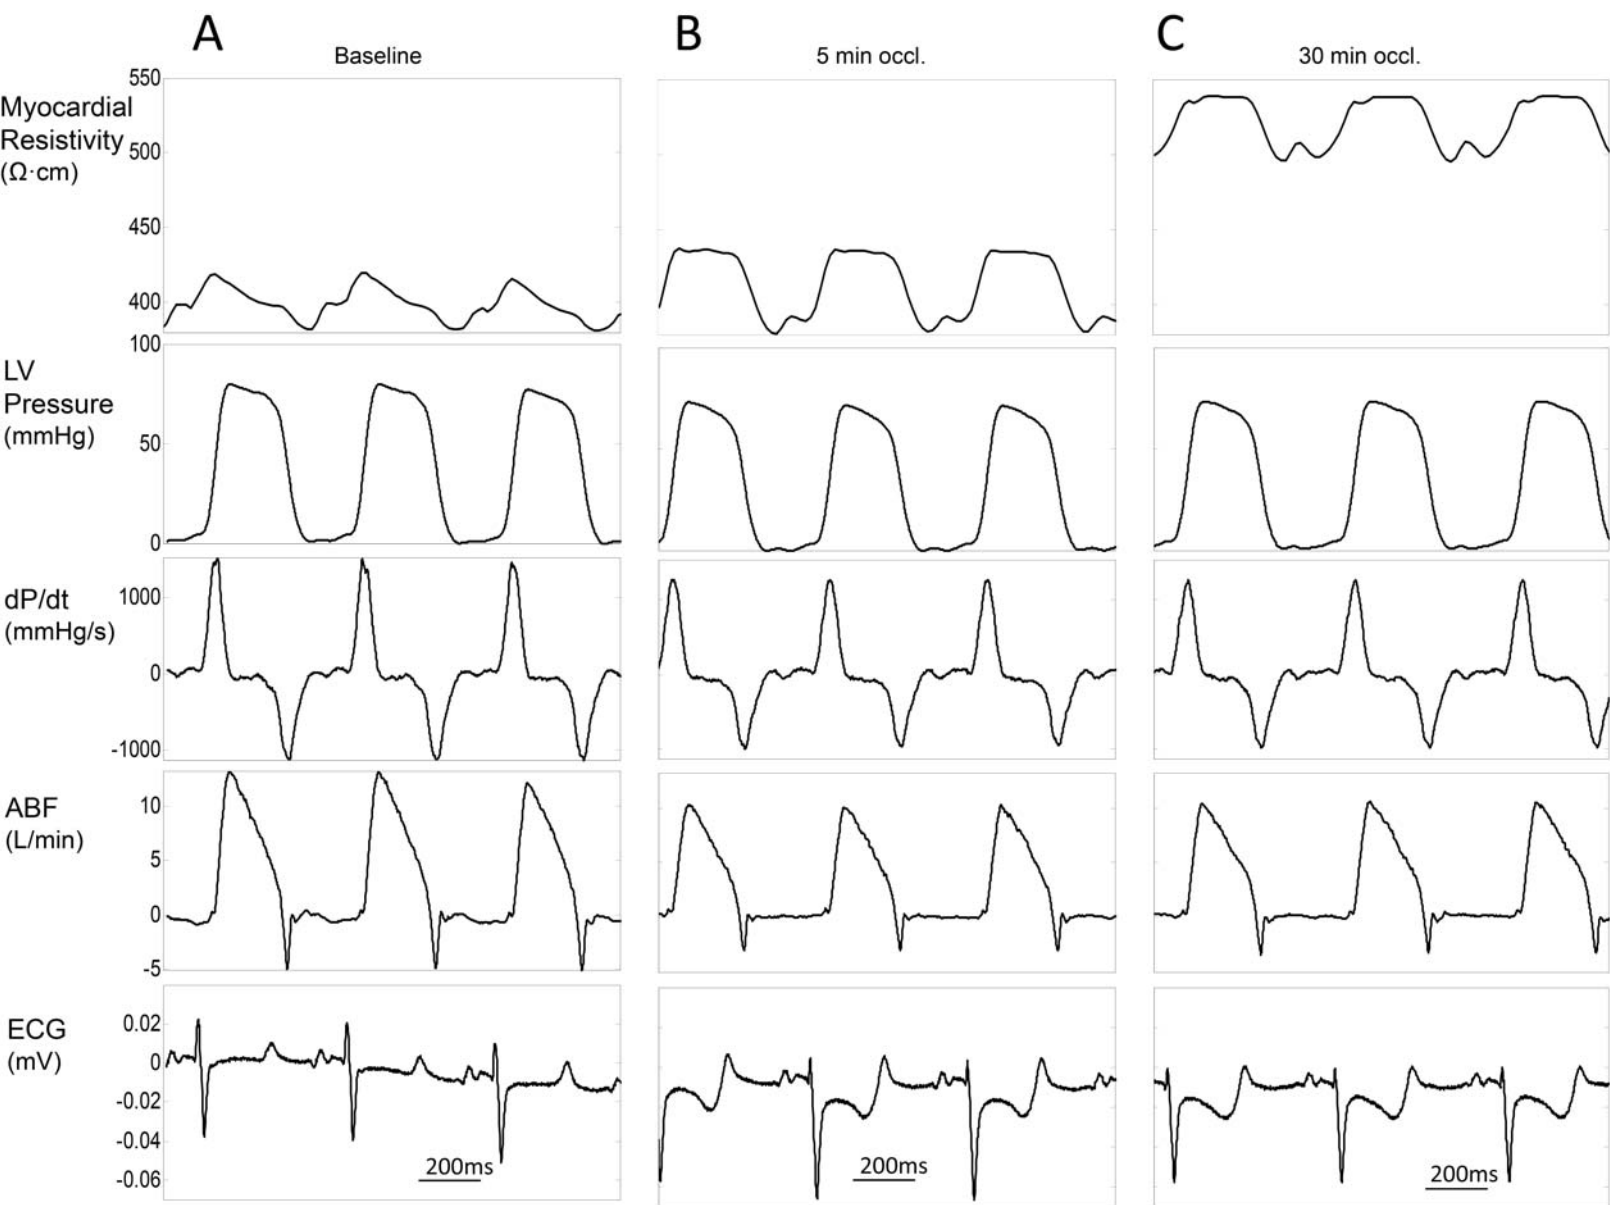 A
B
C
Baseline
5 min occl.
30 min occl.
Myocardial
Resistivity
(Ω·cm)
550
500
450
400
LV
Pressure
(mmHg)
100
50
0
dP/dt
(mmHg/s)
1000
0
-1000
ABF
(L/min)
10
5
0
-5
ECG
(mV)
0.02
0
-0.02
-0.04
-0.06
200ms
200ms
200ms